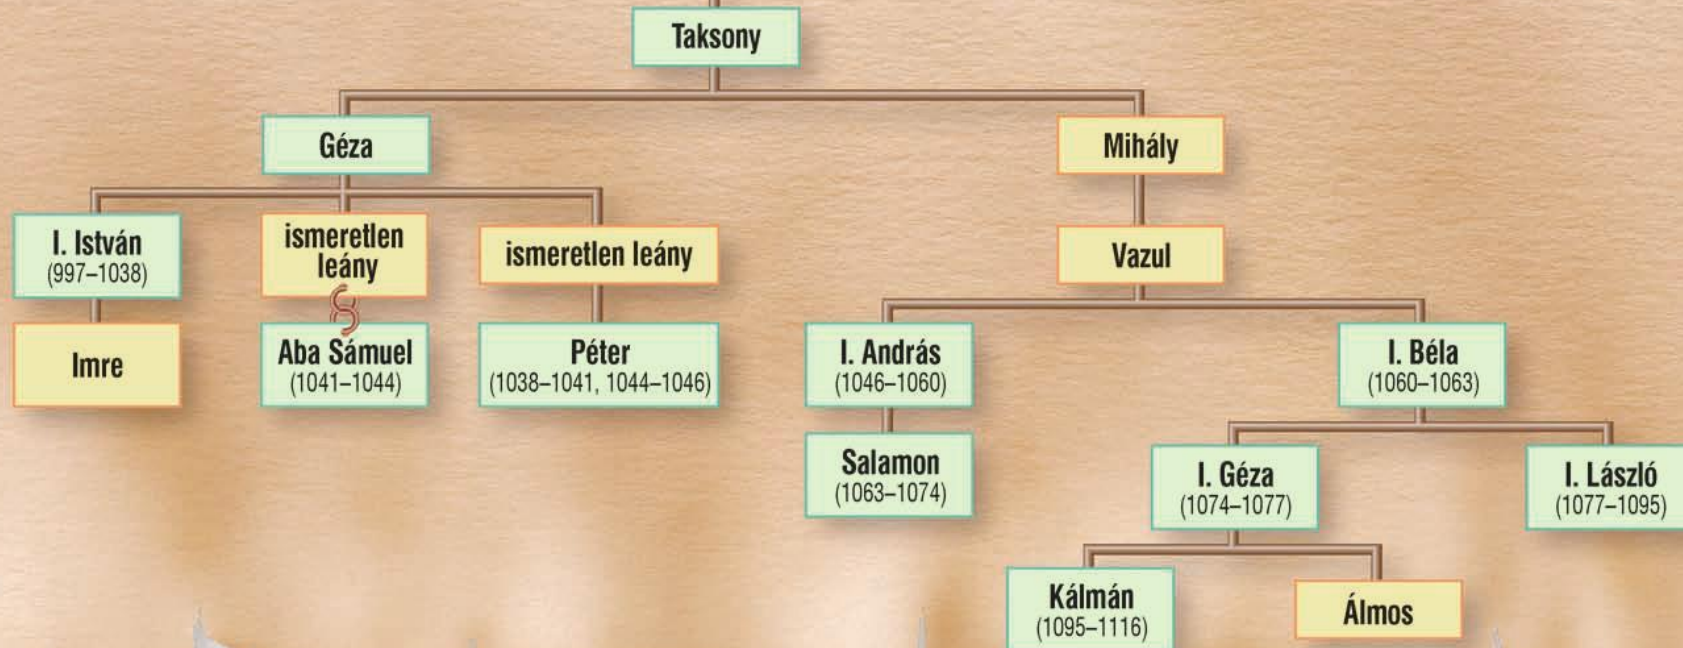 Taksony
Géza
Mihály
I. István
(997–1038)
ismeretlen
leány
ismeretlen leány
Vazul
Imre
Aba Sámuel
(1041–1044)
Péter
(1038–1041, 1044–1046)
I. András
(1046–1060)
I. Béla
(1060–1063)
Salamon
(1063–1074)
I. Géza
(1074–1077)
I. László
(1077–1095)
Kálmán
(1095–1116)
Álmos